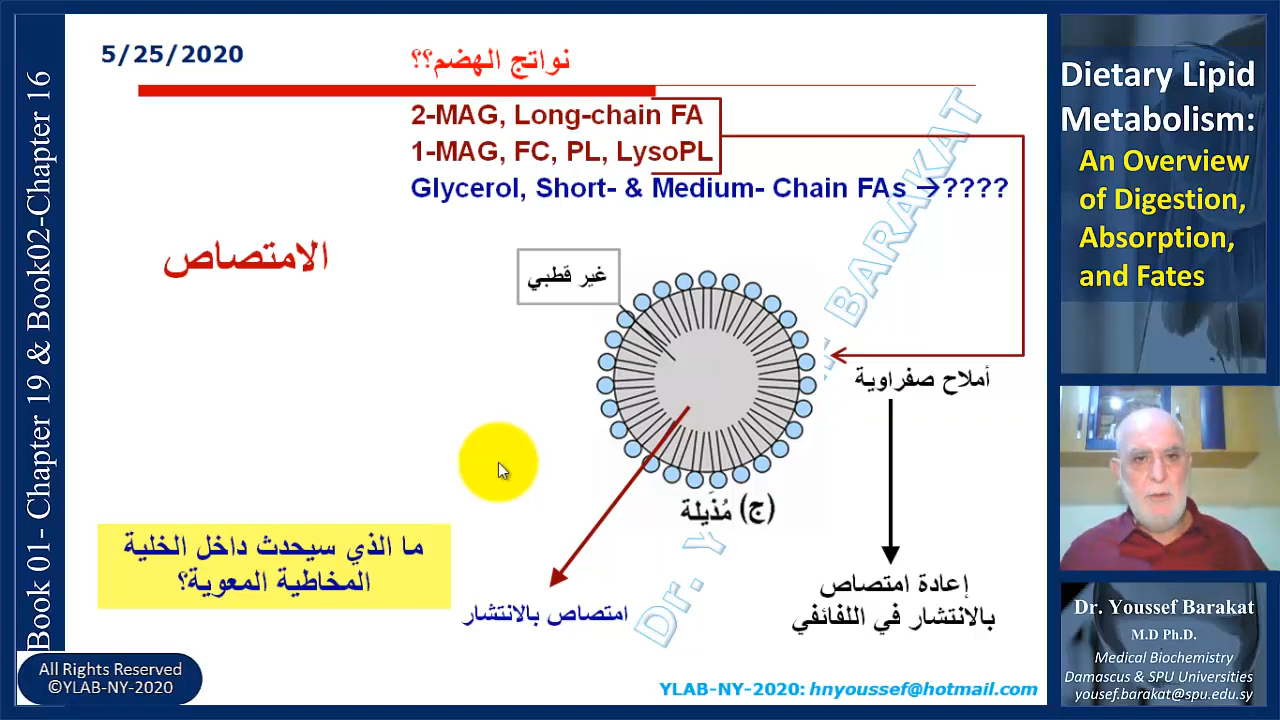 Book 01- Chapter 19 & Book02-Chapter 16
5/25/2020
نواتج الهضم؟؟
2-MAG, Long-chain FA
1-MAG, FC, PL, LysoPL
Glycerol, Short- & Medium- Chain FAs →????
الامتصاص
غير قطبي
أملاح صفراوية
(ج) مُذَيلة
ما الذي سيحدث داخل الخلية
المخاطية المعوية؟
امتصاص بالانتشار
إعادة امتصاص
بالانتشار في اللفائفي
Dr. Y BARAKAT
All Rights Reserved
©YLAB-NY-2020
YLAB-NY-2020: hnyoussef@hotmail.com
Dietary Lipid
Metabolism:
An Overview
of Digestion,
Absorption,
and Fates
Dr. Youssef Barakat
M.D Ph.D.
Medical Biochemistry
Damascus & SPU Universities
yousef.barakat@spu.edu.sy